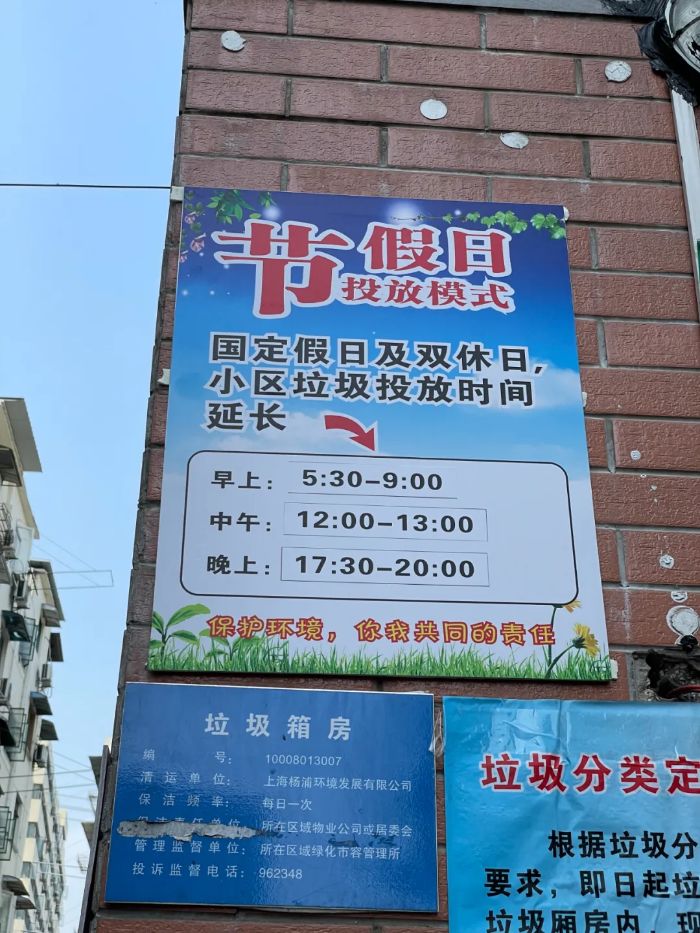 节假日
投放模式
国定假日及双休日,
小区垃圾投放时间
延长
早上: 5:30-9:00
中午: 12:00-13:00
晚上: 17:30-20:00
保护环境，你我共同的责任
垃圾箱房
编 号: 10008013007
清运单位: 上海杨浦环境发展有限公司
保洁频率: 每日一次
保洁责任单位: 所在区域物业公司或居委会
管理监督单位: 所在区域绿化市容管理所
投诉监督电话: 962348
垃圾分类定
根据垃圾分
要求，即日起垃
圾厢房内，现